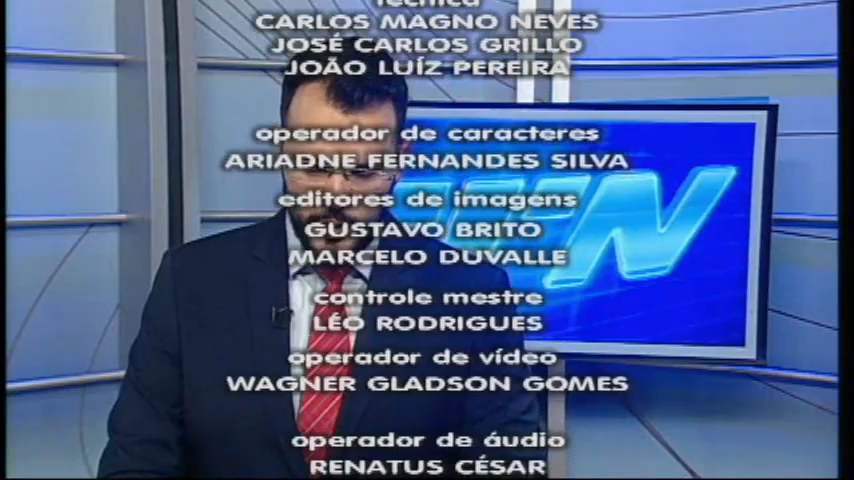 técnica
CARLOS MAGNO NEVES
JOSÉ CARLOS GRILLO
JOÃO LUÍZ PEREIRA
operador de caracteres
ARIADNE FERNANDES SILVA
editores de imagens
GUSTAVO BRITO
MARCELO DUVALLE
controle mestre
LÉO RODRIGUES
operador de vídeo
WAGNER GLADSON GOMES
operador de áudio
RENATUS CÉSAR